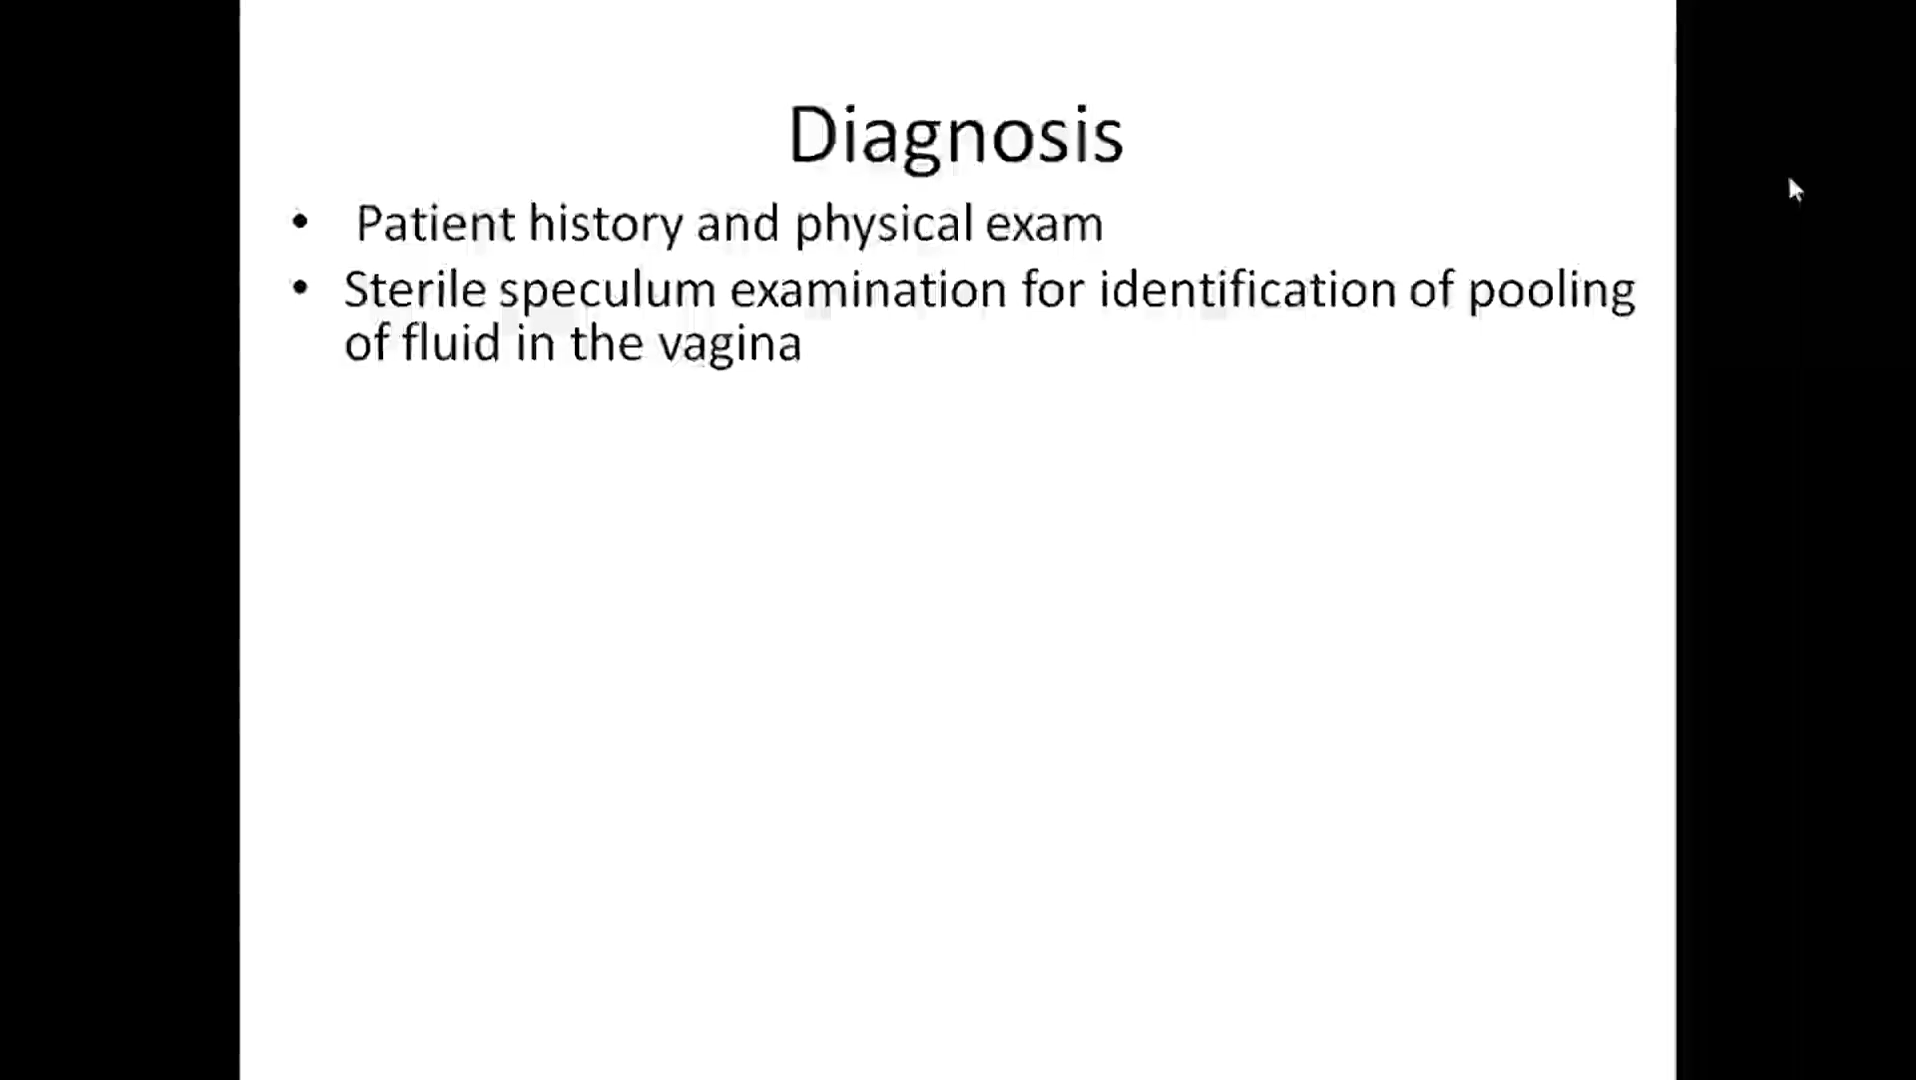 Diagnosis
• Patient history and physical exam
• Sterile speculum examination for identification of pooling
of fluid in the vagina